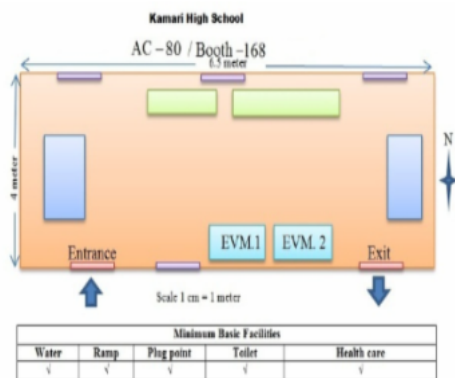 Kamari High School
AC – 80 / Booth –168
6.5 meter
4 meter
N
EVM.1 EVM. 2
Entrance Exit
Scale 1 cm = 1 meter
Minimum Basic Facilities
Water Ramp Plug point Toilet Health care
√ √ √ √ √